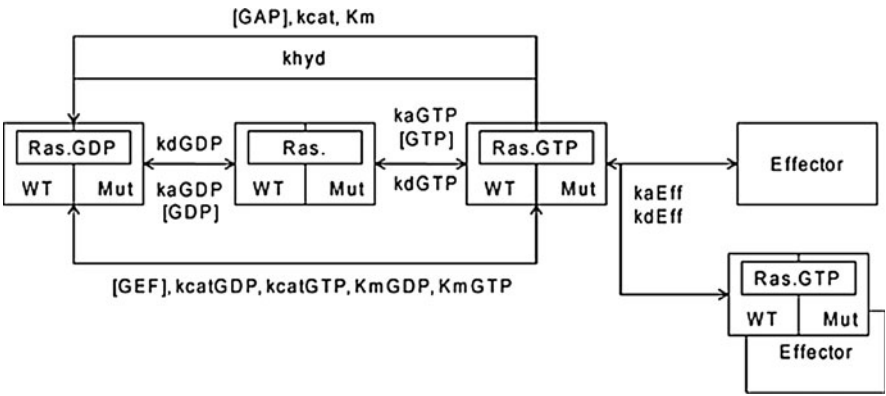 [GAP], kcat, Km
khyd
Ras.GDP
WT Mut
kdGDP
kaGDP
[GDP]
Ras.
WT Mut
kaGTP
[GTP]
kdGTP
Ras.GTP
WT Mut
Effector
kaEff
kdEff
[GEF], kcatGDP, kcatGTP, KmGDP, KmGTP
Ras.GTP
WT Mut
Effector